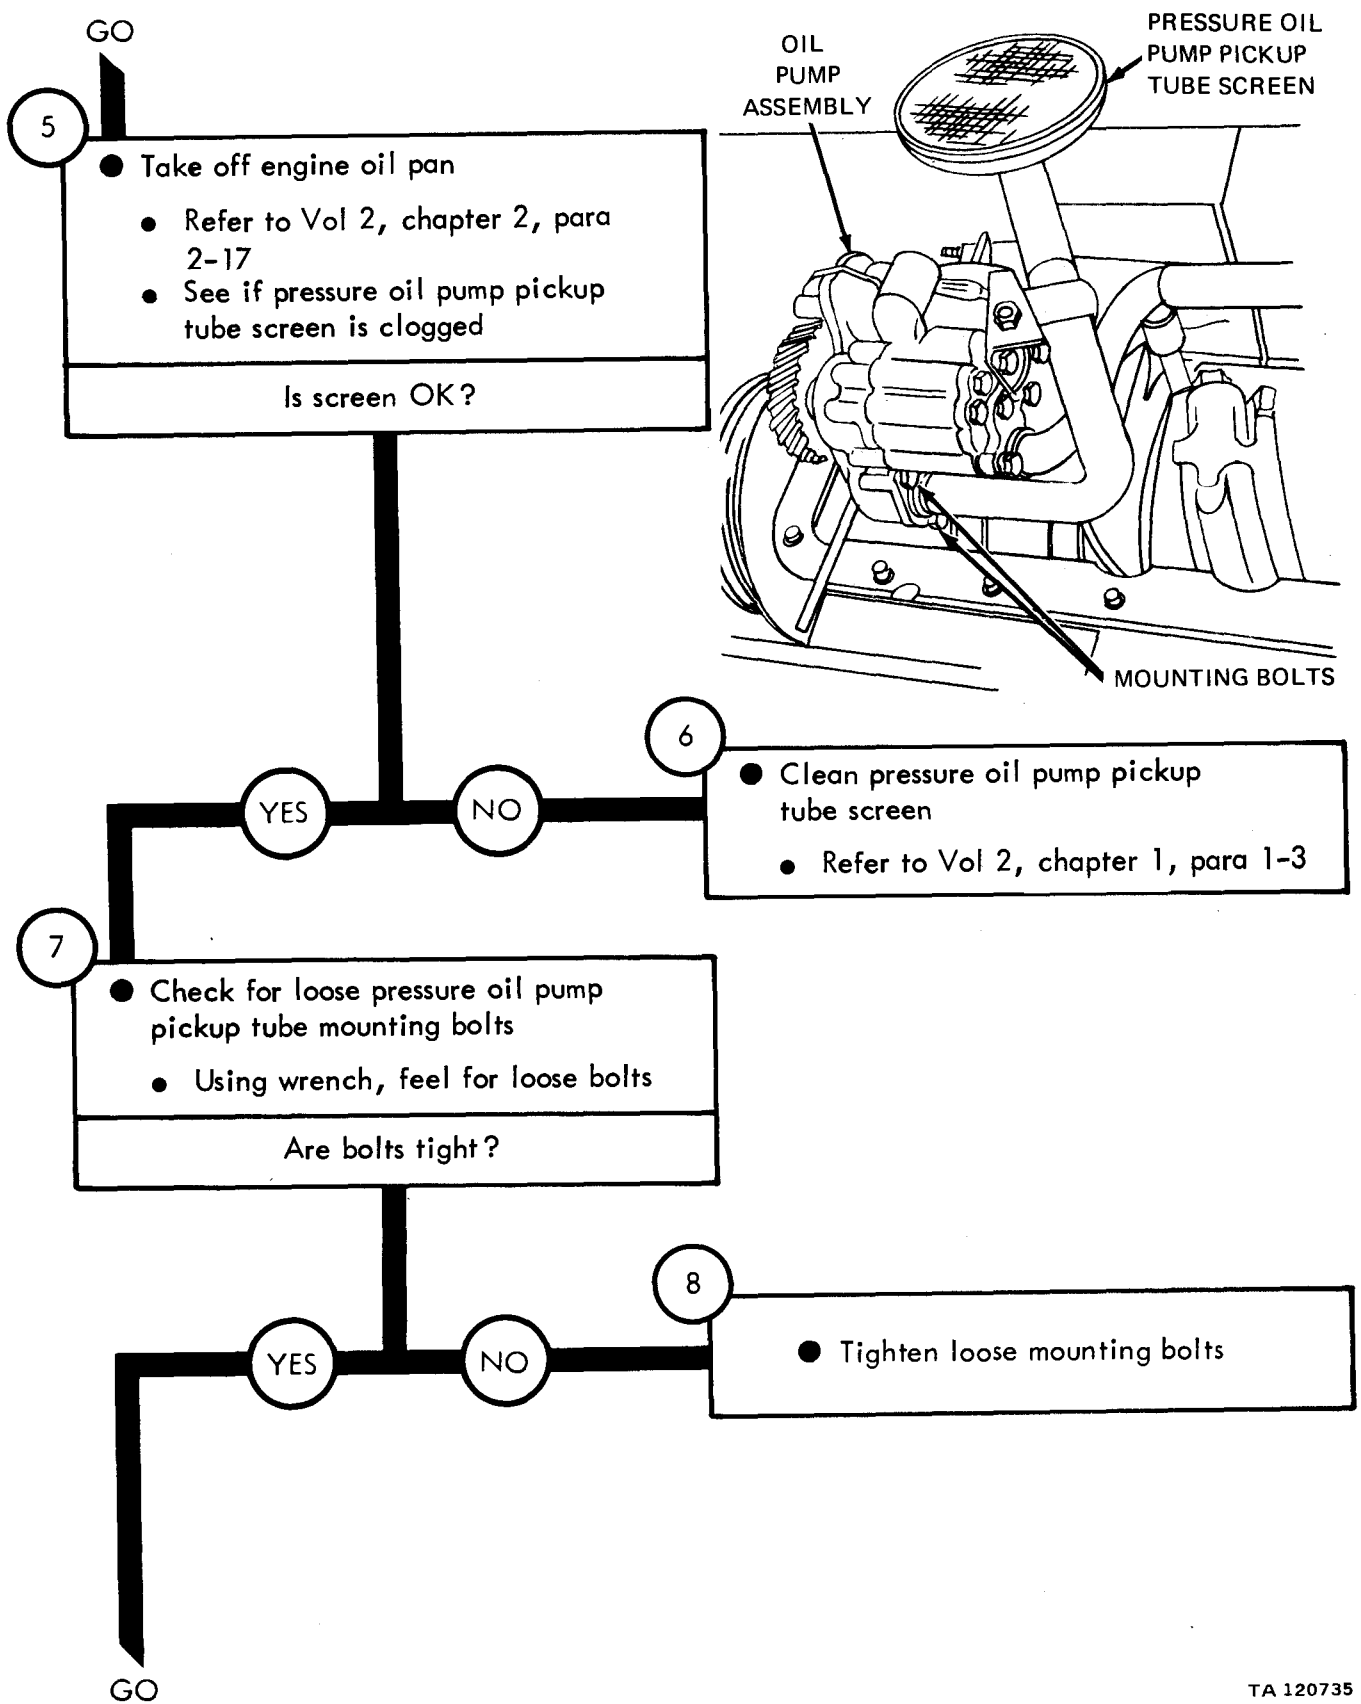 GO
5
● Take off engine oil pan
● Refer to Vol 2, chapter 2, para
2-17
● See if pressure oil pump pickup
tube screen is clogged
Is screen OK?
OIL
PUMP
ASSEMBLY
PRESSURE OIL
PUMP PICKUP
TUBE SCREEN
MOUNTING BOLTS
YES
NO
6
● Clean pressure oil pump pickup
tube screen
● Refer to Vol 2, chapter 1, para 1-3
7
● Check for loose pressure oil pump
pickup tube mounting bolts
● Using wrench, feel for loose bolts
Are bolts tight?
YES
NO
8
● Tighten loose mounting bolts
GO
TA 120735